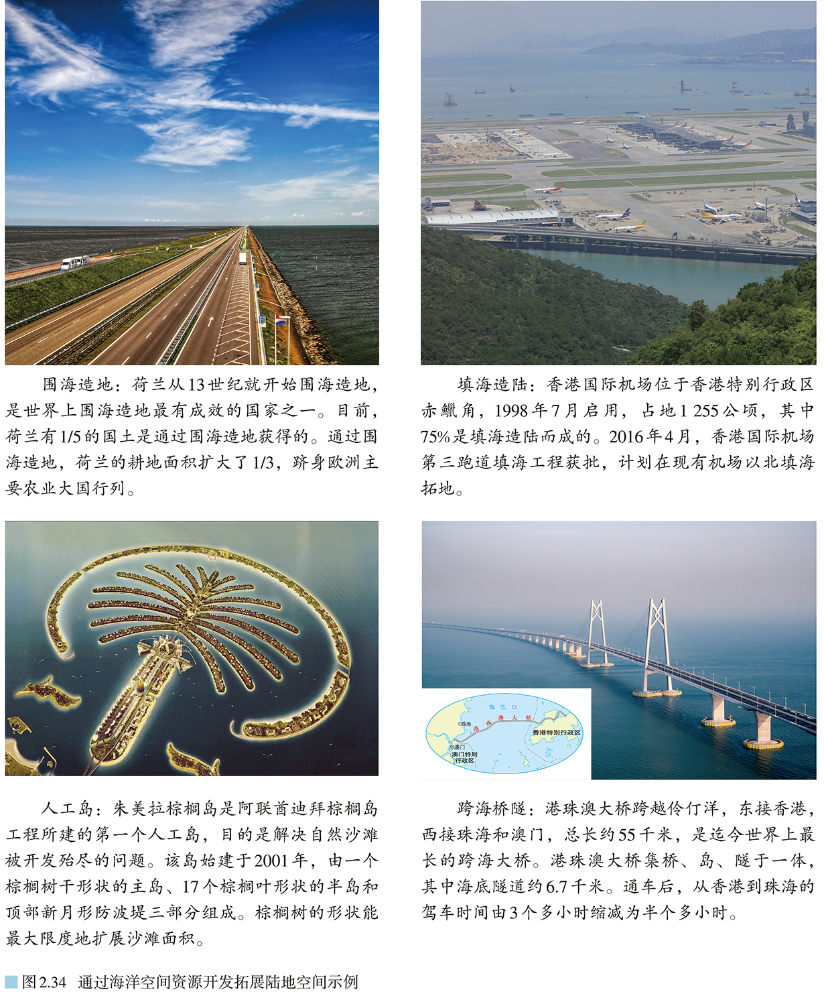 围海造地：荷兰从13世纪就开始围海造地，
是世界上围海造地最有成效的国家之一。目前，
荷兰有1/5的国土是通过围海造地获得的。通过围
海造地，荷兰的耕地面积扩大了1/3，跻身欧洲主
要农业大国行列。
填海造陆：香港国际机场位于香港特别行政区
赤鱲角，1998年7月启用，占地1 255公顷，其中
75%是填海造陆而成的。2016年4月，香港国际机场
第三跑道填海工程获批，计划在现有机场以北填海
拓地。
珠江口
珠海
港珠澳大桥
香港特别行政区
澳门
澳门特别
行政区
人工岛：朱美拉棕榈岛是阿联酋迪拜棕榈岛
工程所建的第一个人工岛，目的是解决自然沙滩
被开发殆尽的问题。该岛始建于2001年，由一个
棕榈树干形状的主岛、17个棕榈叶形状的半岛和
顶部新月形防波堤三部分组成。棕榈树的形状能
最大限度地扩展沙滩面积。
跨海桥隧：港珠澳大桥跨越伶仃洋，东接香港，
西接珠海和澳门，总长约55千米，是迄今世界上最
长的跨海大桥。港珠澳大桥集桥、岛、隧于一体，
其中海底隧道约6.7千米。通车后，从香港到珠海的
驾车时间由3个多小时缩减为半个多小时。
图2.34 通过海洋空间资源开发拓展陆地空间示例